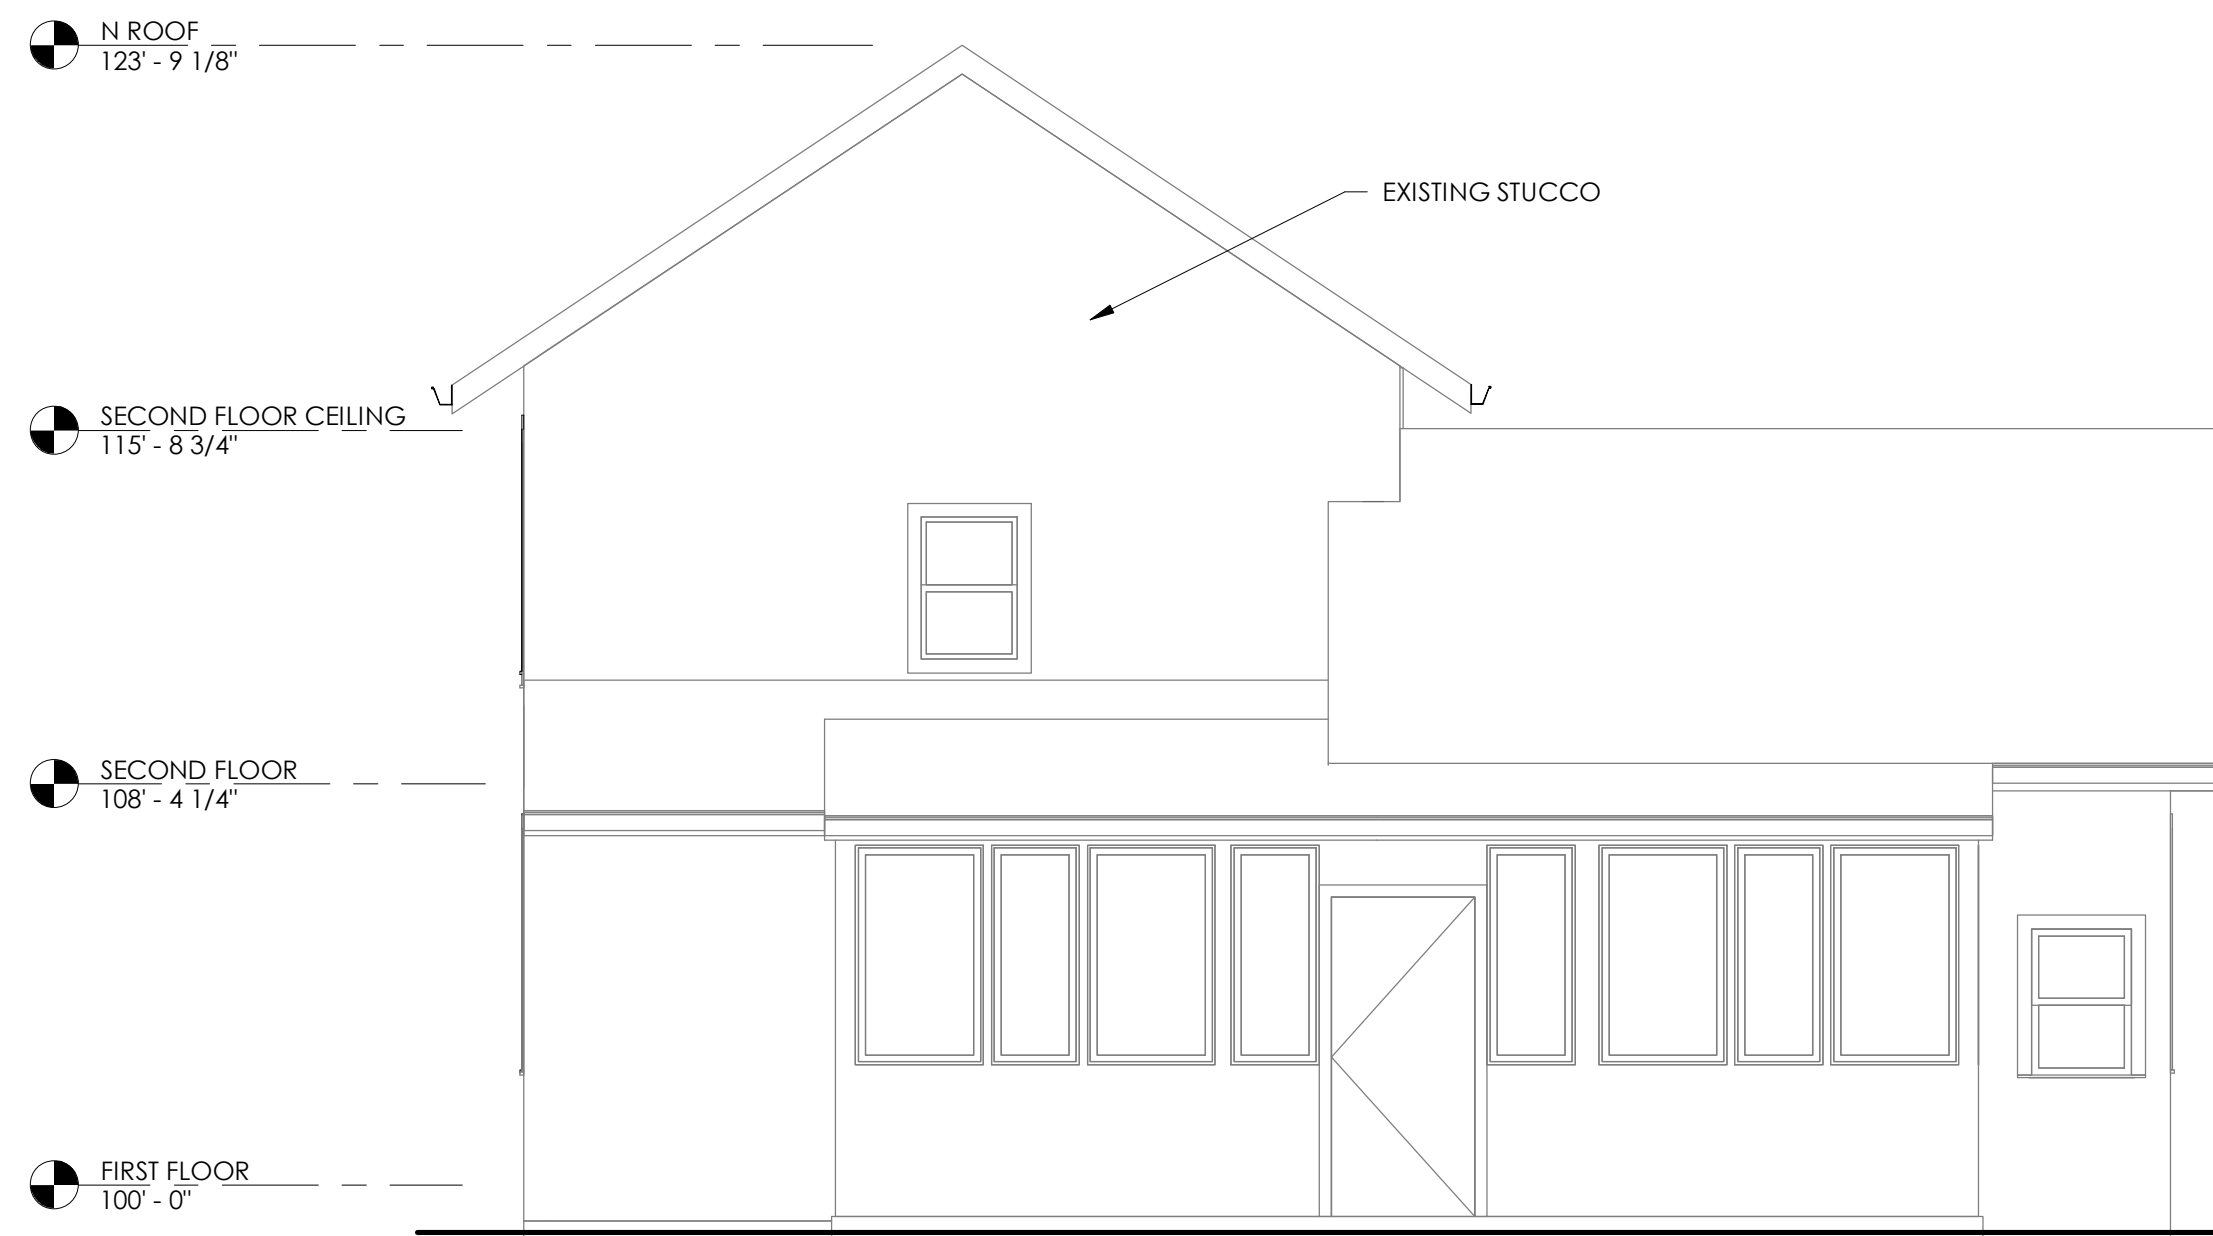 N ROOF
123' - 9 1/8"
EXISTING STUCCO
SECOND FLOOR CEILING
115' - 8 3/4"
SECOND FLOOR
108' - 4 1/4"
FIRST FLOOR
100' - 0"